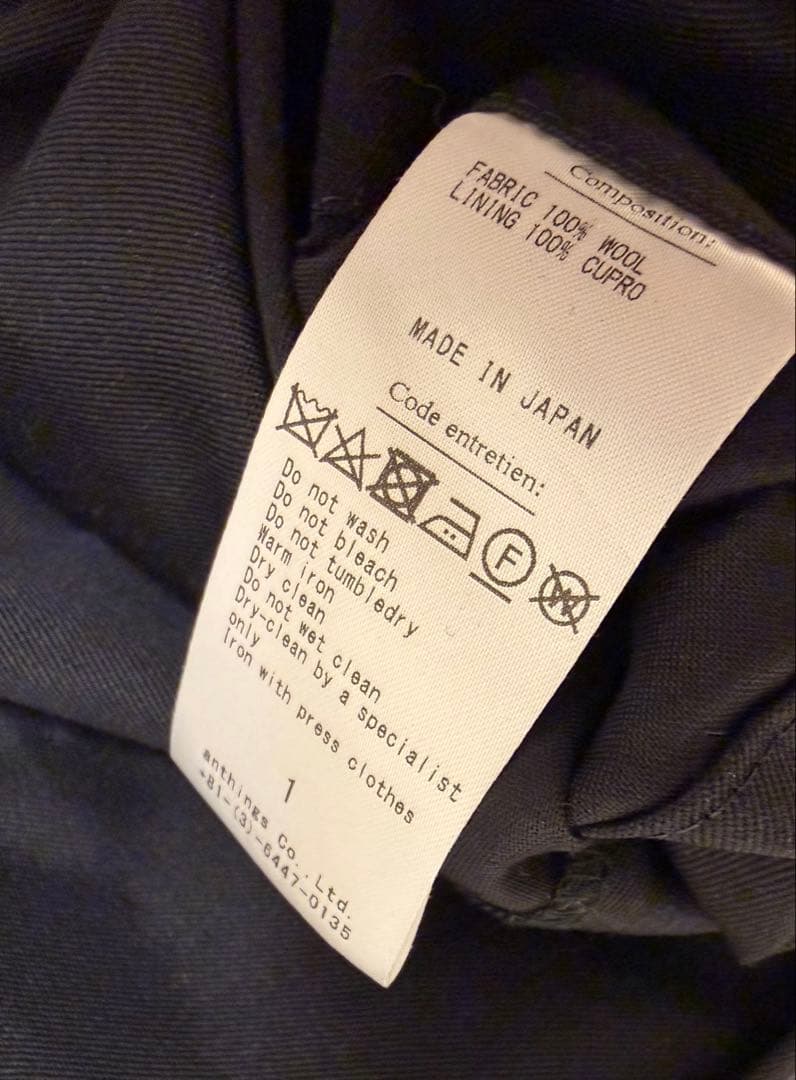 Composition:
FABRIC 100% WOOL
LINING 100% CUPRO
MADE IN JAPAN
Code entretien:
F
W
Do not wash
Do not bleach
Do not tumbledry
Warm iron
Dry clean
Do not wet clean
Dry-clean by a specialist
only
Iron with press clothes
1
anthings Co.,Ltd.
+81-(3)-6447-0135